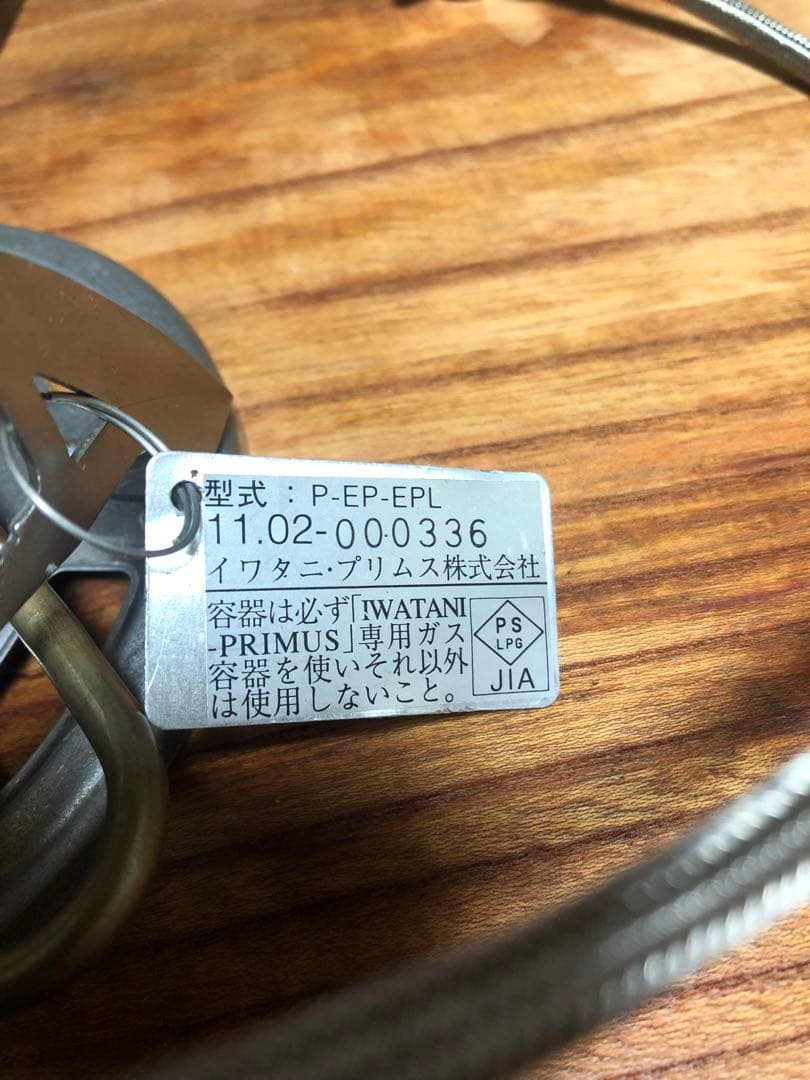 型式 : P-EP-EPL
11.02-000336
イワタニ・プリムス株式会社
容器は必ず「IWATANI
-PRIMUS」専用ガス
容器を使いそれ以外
は使用しないこと。
PS
LPG
JIA